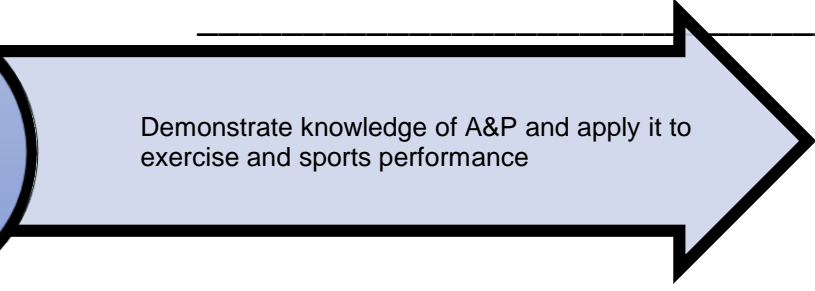 Demonstrate knowledge of A&P and apply it to
exercise and sports performance